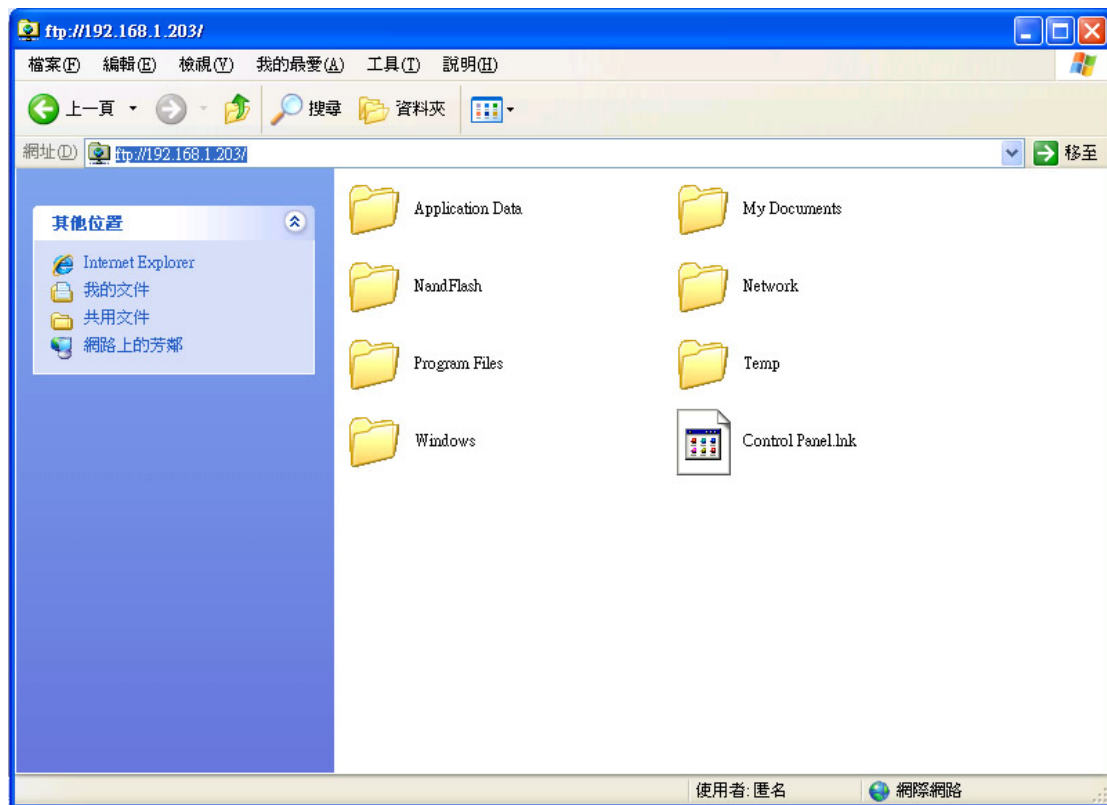 ftp://192.168.1.203/
檔案(F) 編輯(E) 檢視(V) 我的最愛(A) 工具(T) 說明(H)
上一頁 搜尋 資料夾
網址(D) ftp://192.168.1.203/ 移至
其他位置
Internet Explorer
我的文件
共用文件
網路上的芳鄰
Application Data My Documents
NandFlash Network
Program Files Temp
Windows Control Panel.lnk
使用者: 匿名 網際網路